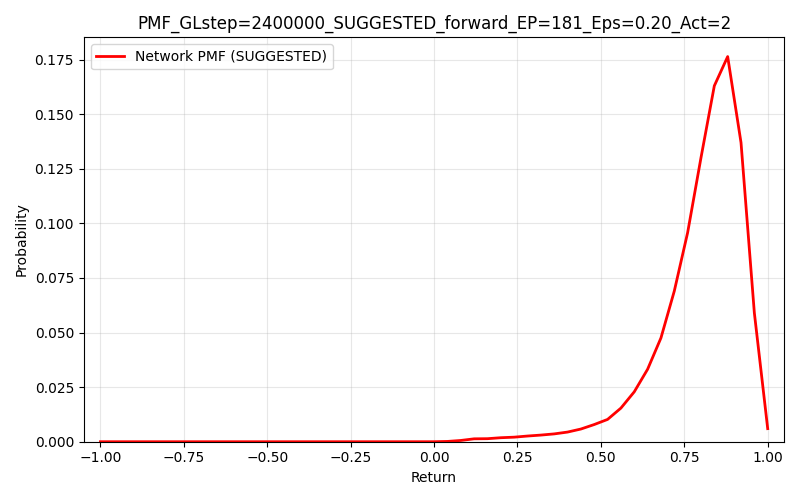 PMF_GLstep=2400000_SUGGESTED_forward_EP=181_Eps=0.20_Act=2
Network PMF (SUGGESTED)
0.175
0.150
0.125
0.100
0.075
0.050
0.025
0.000
Probability
−1.00 −0.75 −0.50 −0.25 0.00 0.25 0.50 0.75 1.00
Return